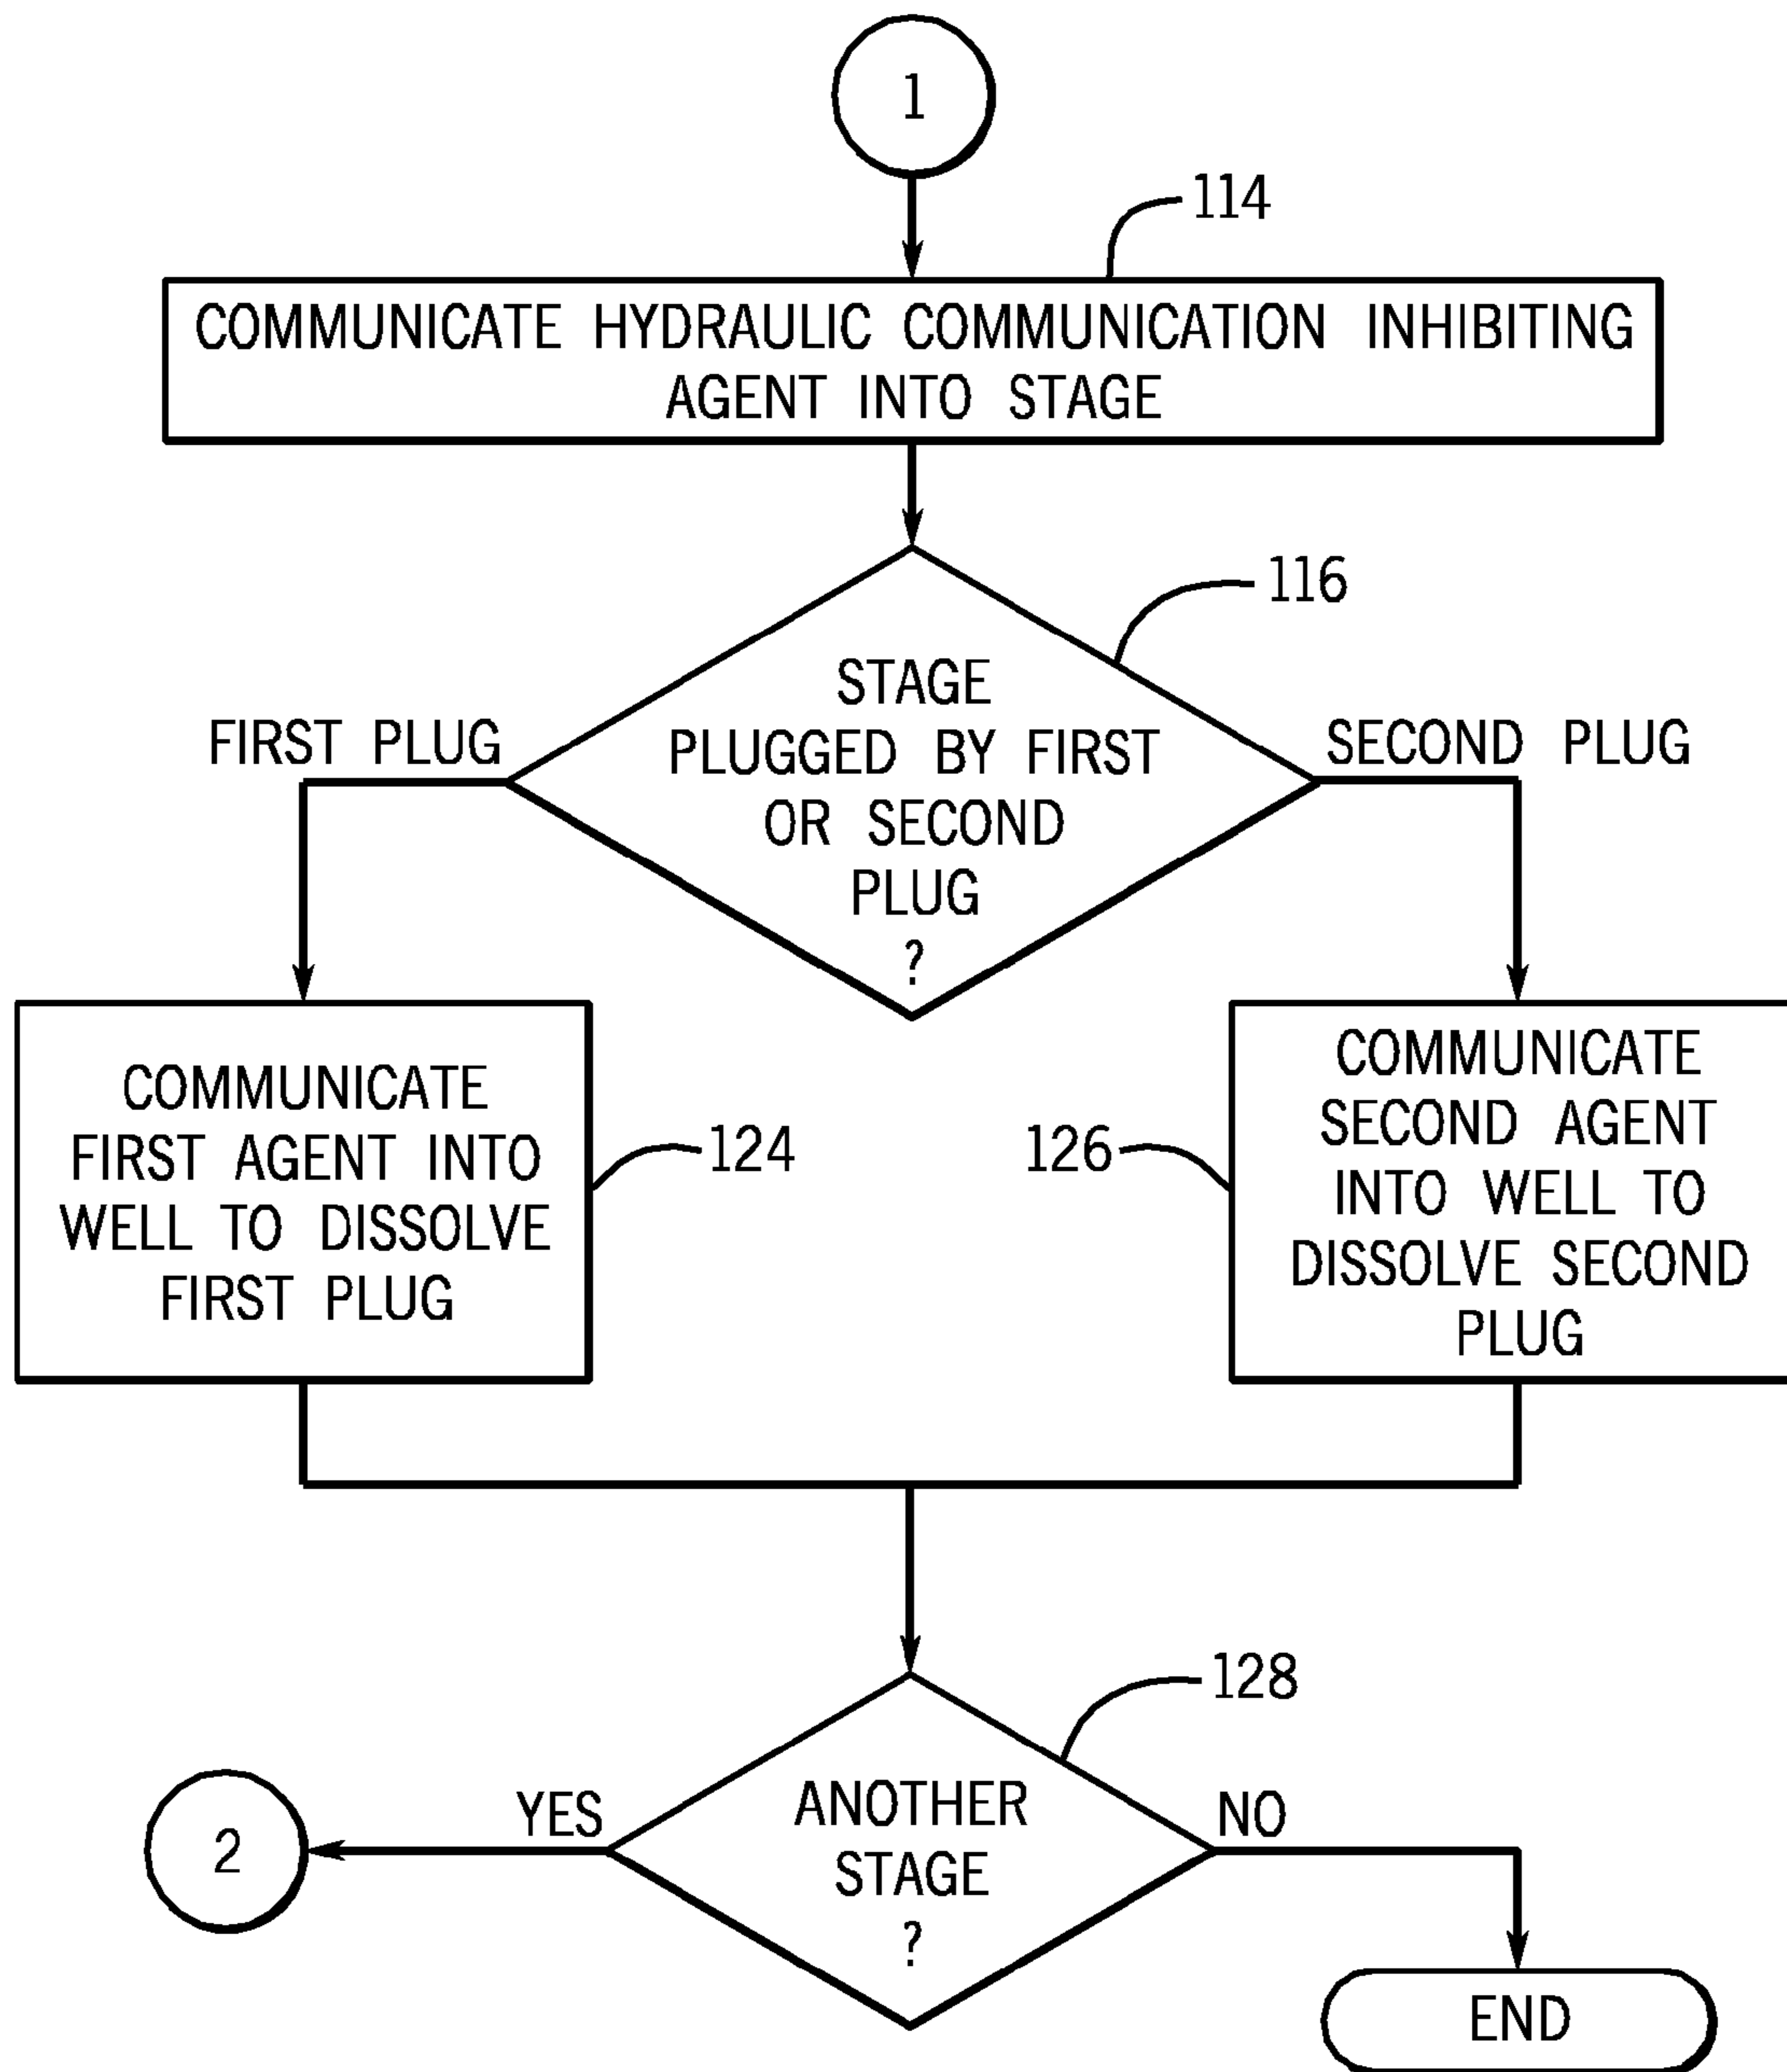 1
114
COMMUNICATE HYDRAULIC COMMUNICATION INHIBITING
AGENT INTO STAGE
116
STAGE
PLUGGED BY FIRST
OR SECOND
PLUG
?
FIRST PLUG
SECOND PLUG
COMMUNICATE
FIRST AGENT INTO
WELL TO DISSOLVE
FIRST PLUG
124
126
COMMUNICATE
SECOND AGENT
INTO WELL TO
DISSOLVE SECOND
PLUG
128
ANOTHER
STAGE
?
YES
NO
2
END